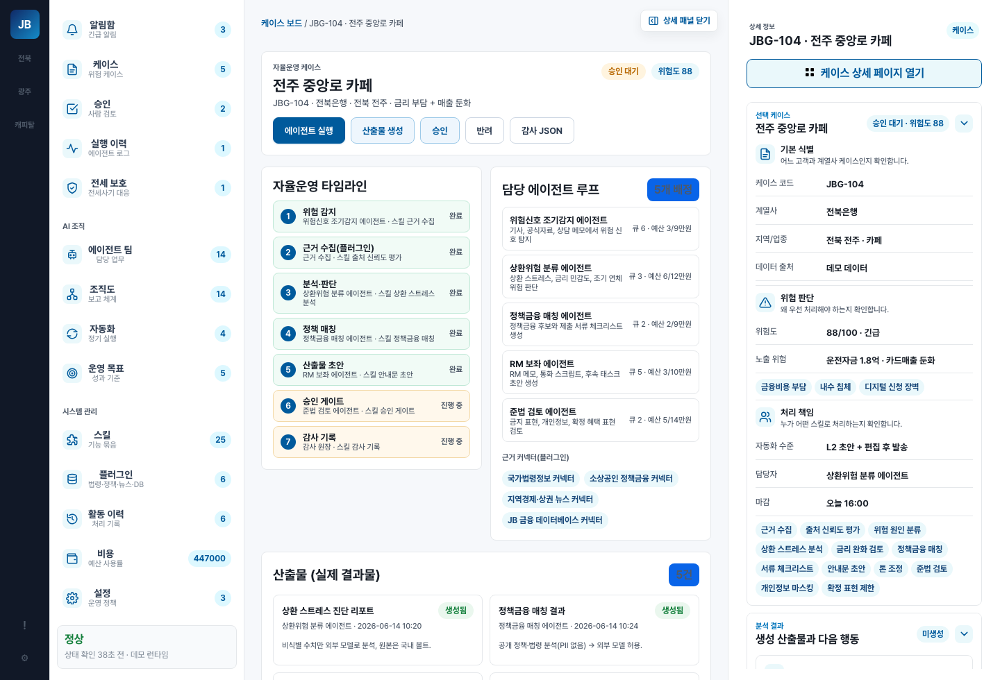 JB
전북
광주
캐피탈
!
알림함
긴급 알림
3
케이스
위험 케이스
5
승인
사람 검토
2
실행 이력
에이전트 로그
1
전세 보호
전세사기 대응
1
AI 조직
에이전트 팀
담당 업무
14
조직도
보고 체계
14
자동화
정기 실행
4
운영 목표
성과 기준
5
시스템 관리
스킬
기능 묶음
25
플러그인
법령·정책·뉴스·DB
6
활동 이력
처리 기록
6
비용
예산 사용률
447000
설정
운영 정책
3
정상
상태 확인 38초 전 · 데모 런타임
케이스 보드 / JBG-104 · 전주 중앙로 카페
상세 패널 닫기
자율운영 케이스
전주 중앙로 카페
JBG-104 · 전북은행 · 전북 전주 · 금리 부담 + 매출 둔화
승인 대기
위험도 88
에이전트 실행
산출물 생성
승인
반려
감사 JSON
자율운영 타임라인
1
위험 감지
위험신호 조기감지 에이전트 · 스킬 근거 수집
완료
2
근거 수집(플러그인)
근거 수집 · 스킬 출처 신뢰도 평가
완료
3
분석·판단
상환위험 분류 에이전트 · 스킬 상환 스트레스
분석
완료
4
정책 매칭
정책금융 매칭 에이전트 · 스킬 정책금융 매칭
완료
5
산출물 초안
RM 보좌 에이전트 · 스킬 안내문 초안
완료
6
승인 게이트
준법 검토 에이전트 · 스킬 승인 게이트
진행 중
7
감사 기록
감사 원장 · 스킬 감사 기록
진행 중
담당 에이전트 루프
5개 배정
위험신호 조기감지 에이전트
기사, 공식자료, 상담 메모에서 위험 신
호 탐지
큐 6 · 예산 3/9만원
상환위험 분류 에이전트
상환 스트레스, 금리 민감도, 조기 연체
위험 판단
큐 3 · 예산 6/12만원
정책금융 매칭 에이전트
정책금융 후보와 제출 서류 체크리스트
생성
큐 2 · 예산 2/9만원
RM 보좌 에이전트
RM 메모, 통화 스크립트, 후속 태스크
초안 생성
큐 5 · 예산 3/10만원
준법 검토 에이전트
금지 표현, 개인정보, 확정 혜택 표현
검토
큐 2 · 예산 5/14만원
근거 커넥터(플러그인)
국가법령정보 커넥터
소상공인 정책금융 커넥터
지역경제·상권 뉴스 커넥터
JB 금융 데이터베이스 커넥터
산출물 (실제 결과물)
5건
상환 스트레스 진단 리포트
생성됨
상환위험 분류 에이전트 · 2026-06-14 10:20
비식별 수치만 외부 모델로 분석, 원본은 국내 볼트.
정책금융 매칭 결과
생성됨
정책금융 매칭 에이전트 · 2026-06-14 10:24
공개 정책·법령 분석(PII 없음) → 외부 모델 허용.
상세 정보
JBG-104 · 전주 중앙로 카페
케이스
케이스 상세 페이지 열기
선택 케이스
전주 중앙로 카페
승인 대기 · 위험도 88
기본 식별
어느 고객과 계열사 케이스인지 확인합니다.
케이스 코드
JBG-104
계열사
전북은행
지역/업종
전북 전주 · 카페
데이터 출처
데모 데이터
위험 판단
왜 우선 처리해야 하는지 확인합니다.
위험도
88/100 · 긴급
노출 위험
운전자금 1.8억 · 카드매출 둔화
금융비용 부담
내수 침체
디지털 신청 장벽
처리 책임
누가 어떤 스킬로 처리하는지 확인합니다.
자동화 수준
L2 초안 + 편집 후 발송
담당자
상환위험 분류 에이전트
마감
오늘 16:00
근거 수집
출처 신뢰도 평가
위험 원인 분류
상환 스트레스 분석
금리 완화 검토
정책금융 매칭
서류 체크리스트
안내문 초안
톤 조정
준법 검토
개인정보 마스킹
확정 표현 제한
분석 결과
생성 산출물과 다음 행동
미생성